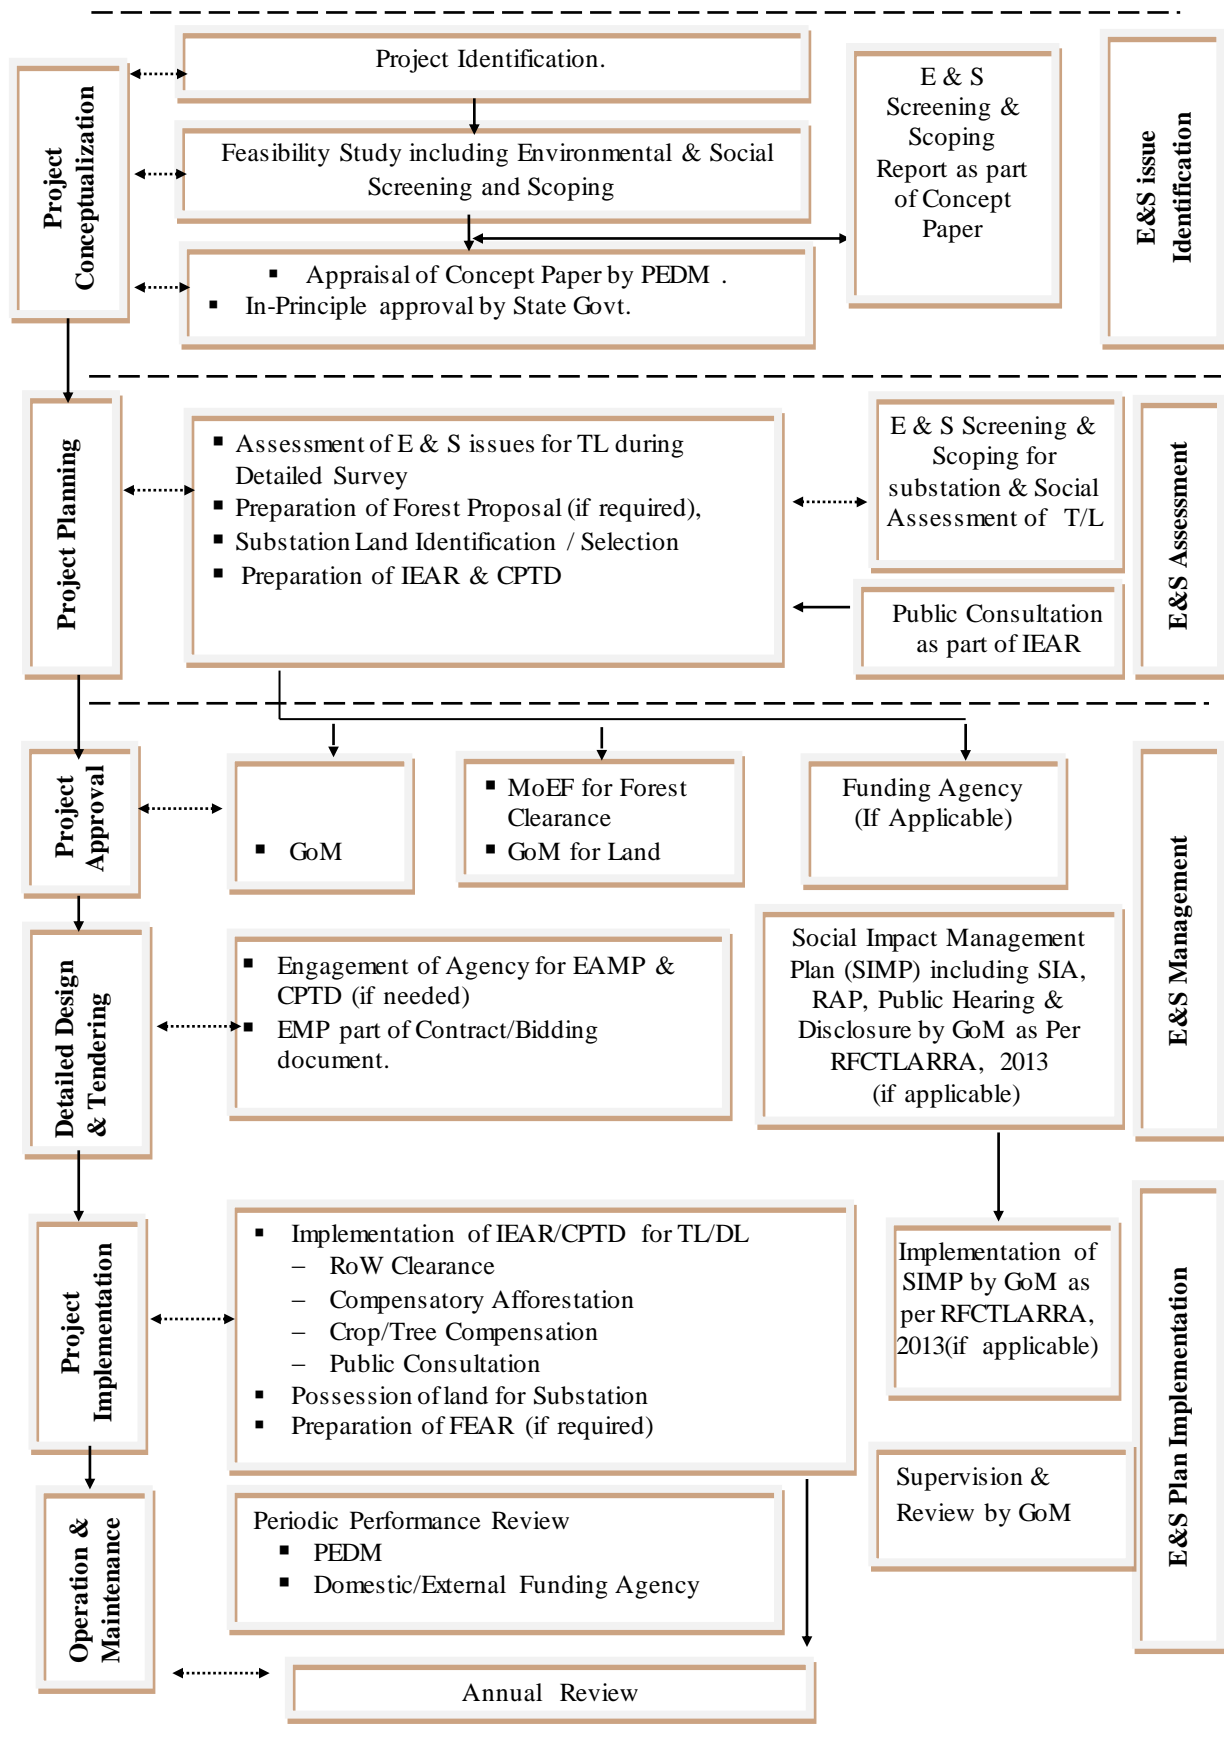 Project
Conceptualization
Project Identification.
Feasibility Study including Environmental & Social
Screening and Scoping
▪ Appraisal of Concept Paper by PEDM .
▪ In-Principle approval by State Govt.
E & S
Screening &
Scoping
Report as part
of Concept
Paper
E&S issue
Identification
Project Planning
▪ Assessment of E & S issues for TL during
Detailed Survey
▪ Preparation of Forest Proposal (if required),
▪ Substation Land Identification / Selection
▪ Preparation of IEAR & CPTD
E & S Screening &
Scoping for
substation & Social
Assessment of T/L
Public Consultation
as part of IEAR
E&S Assessment
Project
Approval
▪ GoM
▪ MoEF for Forest
Clearance
▪ GoM for Land
Funding Agency
(If Applicable)
E&S Management
Detailed Design
& Tendering
▪ Engagement of Agency for EAMP &
CPTD (if needed)
▪ EMP part of Contract/Bidding
document.
Social Impact Management
Plan (SIMP) including SIA,
RAP, Public Hearing &
Disclosure by GoM as Per
RFCTLARRA, 2013
(if applicable)
Project
Implementation
▪ Implementation of IEAR/CPTD for TL/DL
– RoW Clearance
– Compensatory Afforestation
– Crop/Tree Compensation
– Public Consultation
▪ Possession of land for Substation
▪ Preparation of FEAR (if required)
Implementation of
SIMP by GoM as
per RFCTLARRA,
2013(if applicable)
E&S Plan Implementation
Supervision &
Review by GoM
Operation &
Maintenance
Periodic Performance Review
▪ PEDM
▪ Domestic/External Funding Agency
Annual Review